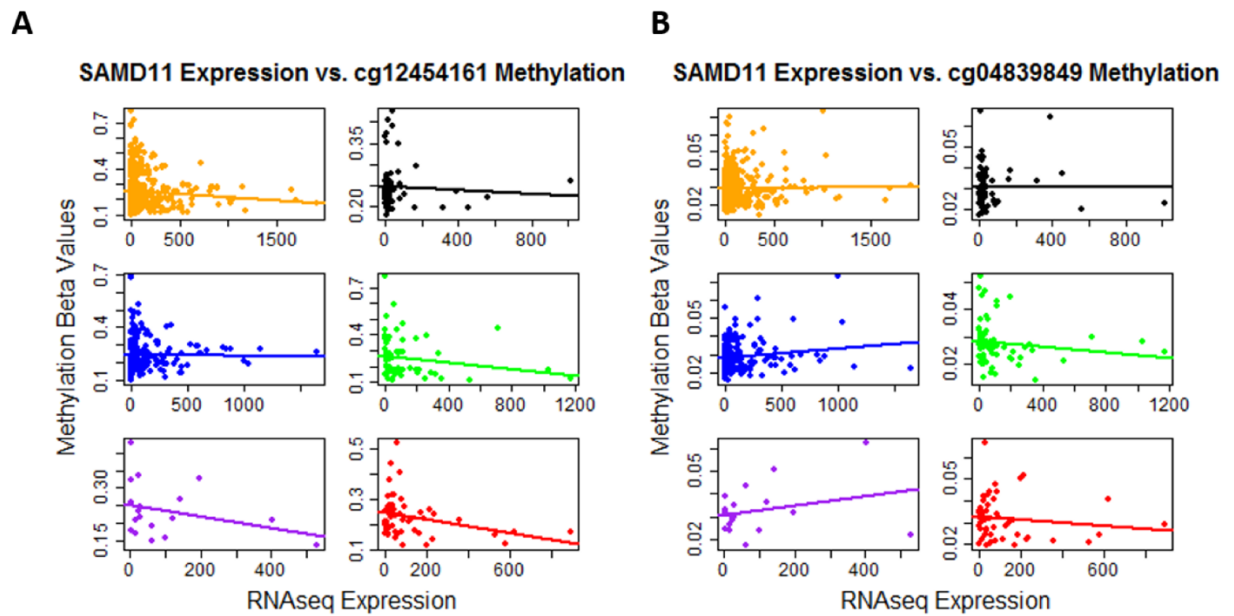 A
B
SAMD11 Expression vs. cg12454161 Methylation
SAMD11 Expression vs. cg04839849 Methylation
Methylation Beta Values
0.1 0.4 0.7
0 500 1500
0.20 0.35
0 400 800
0.1 0.4 0.7
0 500 1000
0.1 0.4 0.7
0 400 800 1200
0.15 0.30
0 200 400
0.1 0.3 0.5
0 200 600
RNAseq Expression
Methylation Beta Values
0.02 0.05
0 500 1500
0.02 0.05
0 400 800
0.02 0.05
0 500 1000
0.02 0.04
0 400 800 1200
0.02 0.05
0 200 400
0.02 0.05
0 200 600
RNAseq Expression